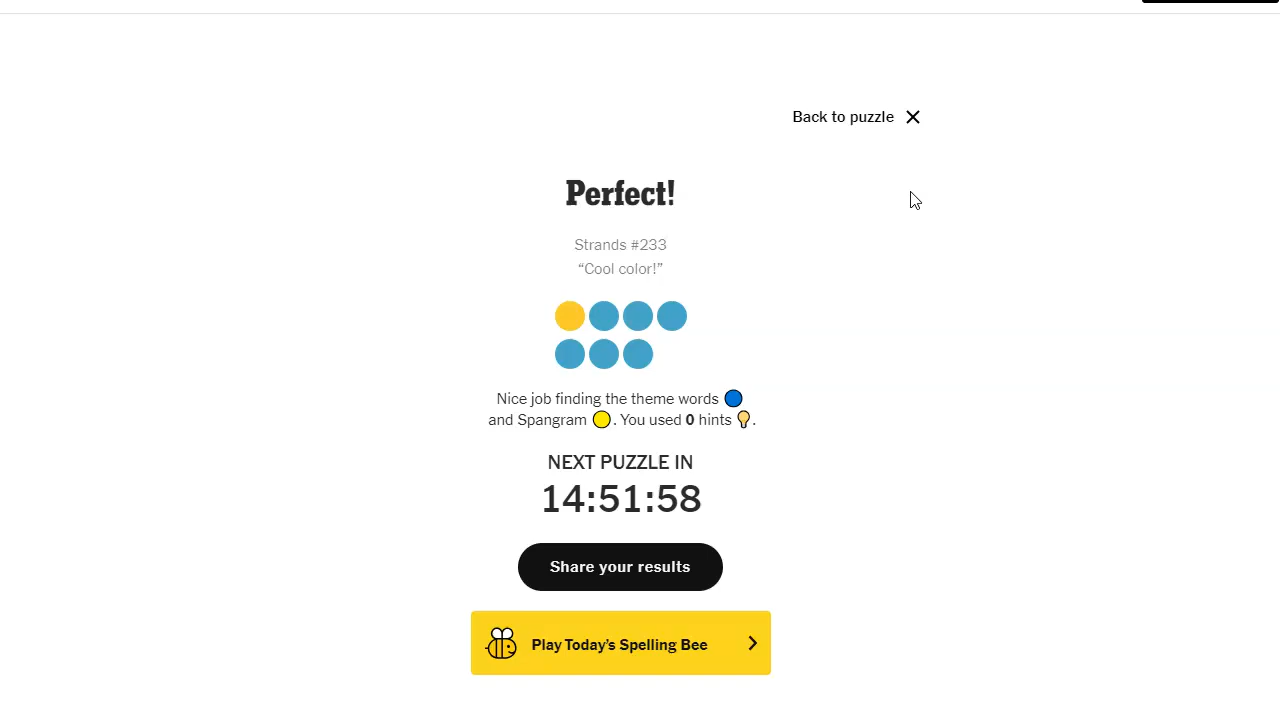 Back to puzzle
Perfect!
Strands #233
“Cool color!”
Nice job finding the theme words
and Spangram . You used 0 hints .
NEXT PUZZLE IN
14:51:58
Share your results
Play Today’s Spelling Bee